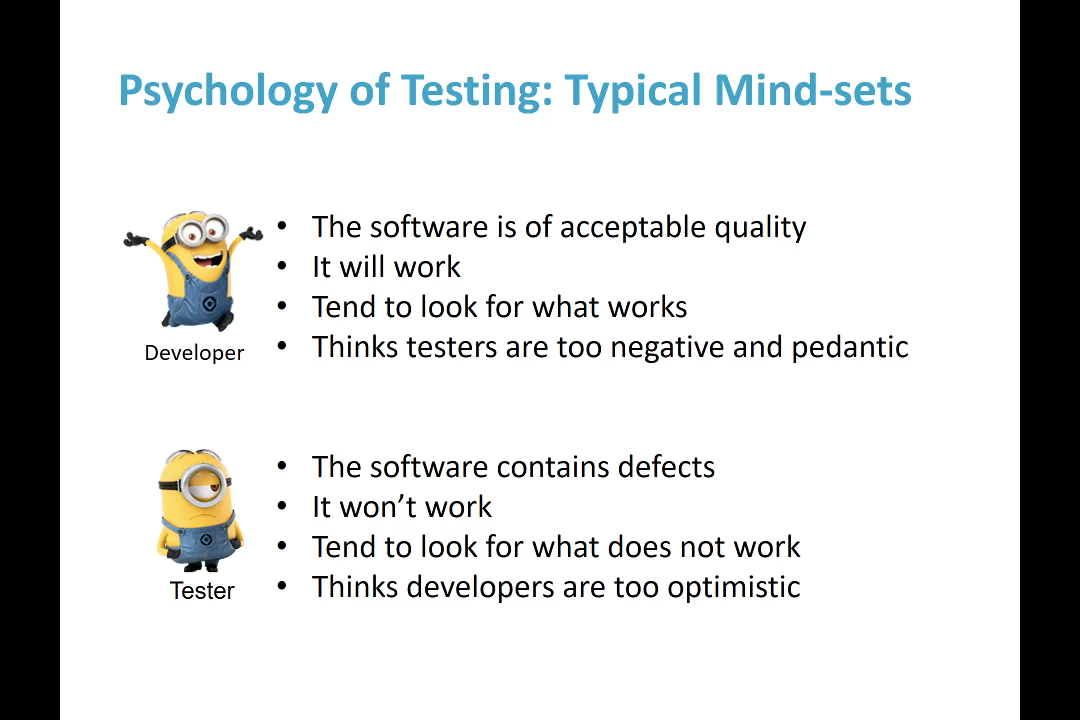 Psychology of Testing: Typical Mind-sets
• The software is of acceptable quality
• It will work
• Tend to look for what works
• Thinks testers are too negative and pedantic
Developer
• The software contains defects
• It won’t work
• Tend to look for what does not work
• Thinks developers are too optimistic
Tester